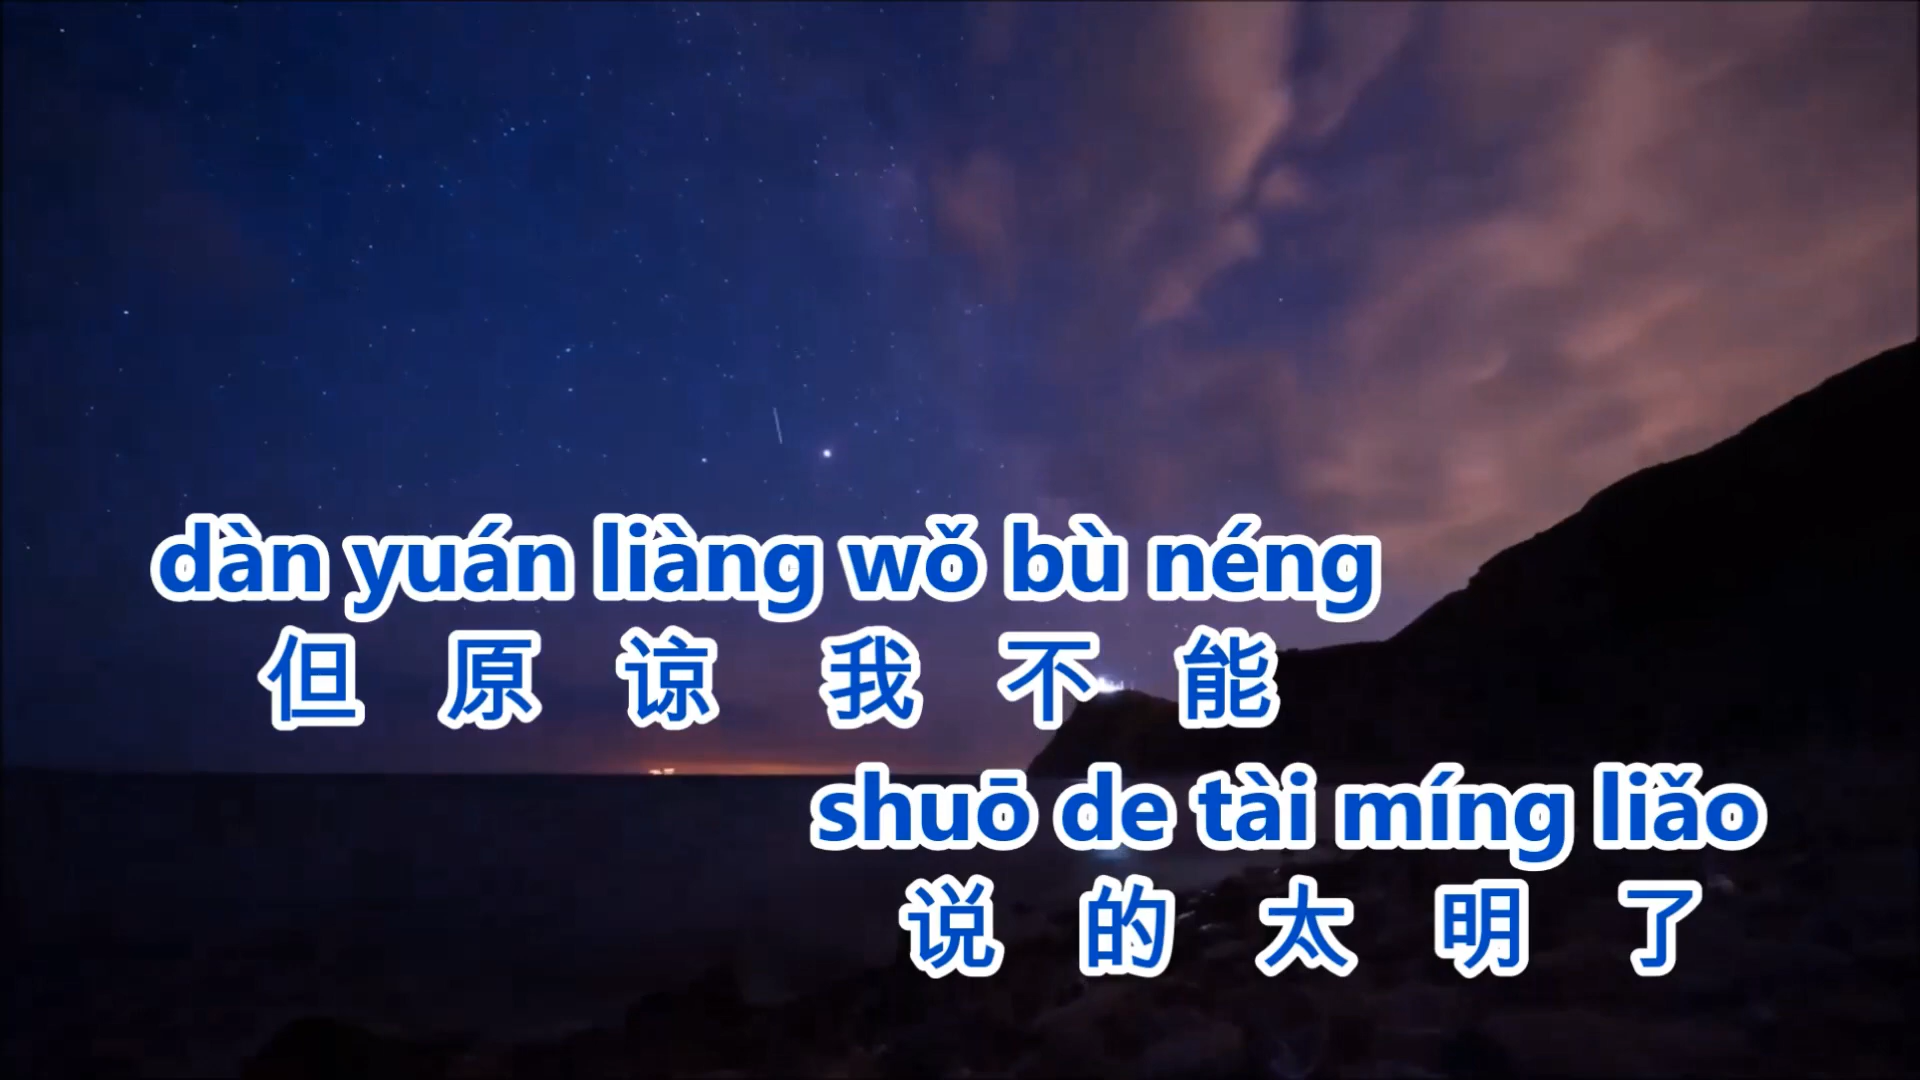 dàn yuán liàng wǒ bù néng
但 原 谅 我 不 能
shuō de tài míng liǎo
说 的 太 明 了